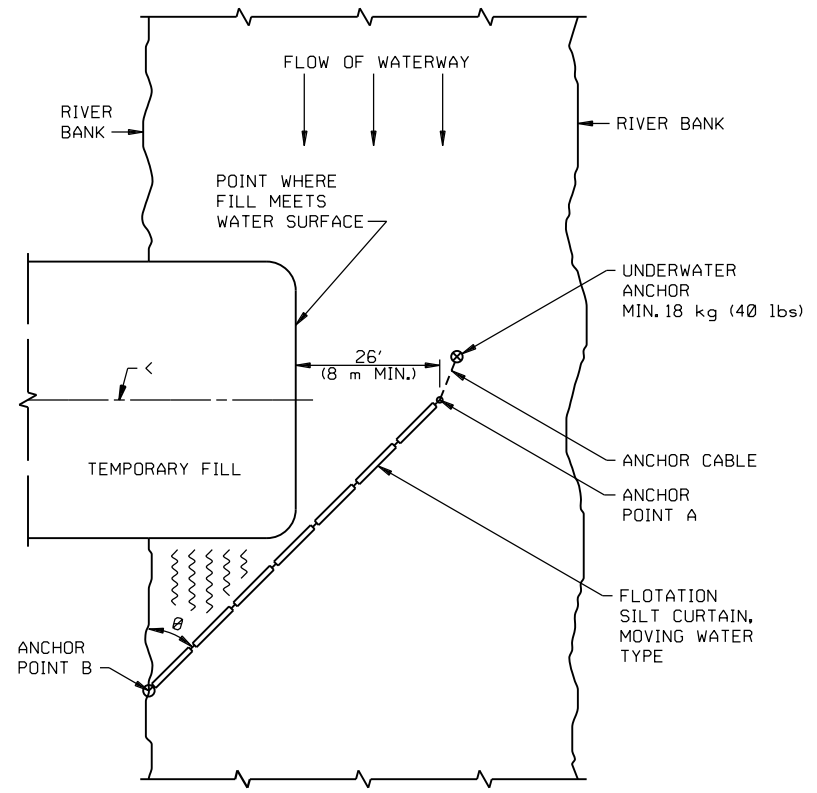 FLOW OF WATERWAY
RIVER
BANK
RIVER BANK
POINT WHERE
FILL MEETS
WATER SURFACE
UNDERWATER
ANCHOR
MIN. 18 kg (40 lbs)
26'
(8 m MIN.)
TEMPORARY FILL
ANCHOR CABLE
ANCHOR
POINT A
FLOTATION
SILT CURTAIN,
MOVING WATER
TYPE
ANCHOR
POINT B